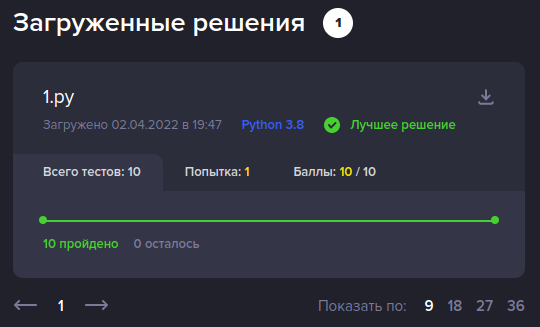 Загруженные решения 1
1.py
Загружено 02.04.2022 в 19:47 Python 3.8 Лучшее решение
Всего тестов: 10 Попытка: 1 Баллы: 10 / 10
10 пройдено 0 осталось
1 Показать по: 9 18 27 36